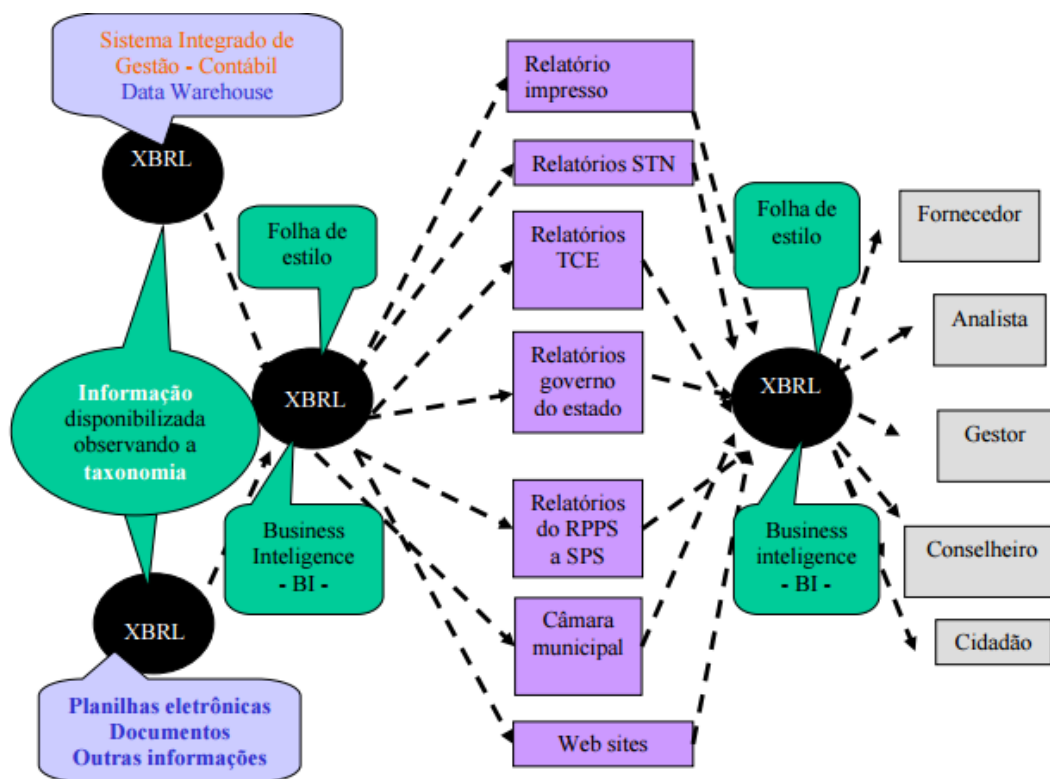 Sistema Integrado de
Gestão - Contábil
Data Warehouse
XBRL
Informação
disponibilizada
observando a
taxonomia
XBRL
Planilhas eletrônicas
Documentos
Outras informações
Folha de
estilo
XBRL
Business
Inteligence
- BI -
Relatório
impresso
Relatórios STN
Relatórios
TCE
Relatórios
governo
do estado
Relatórios
do RPPS
a SPS
Câmara
municipal
Web sites
Folha de
estilo
XBRL
Business
inteligence
- BI -
Fornecedor
Analista
Gestor
Conselheiro
Cidadão